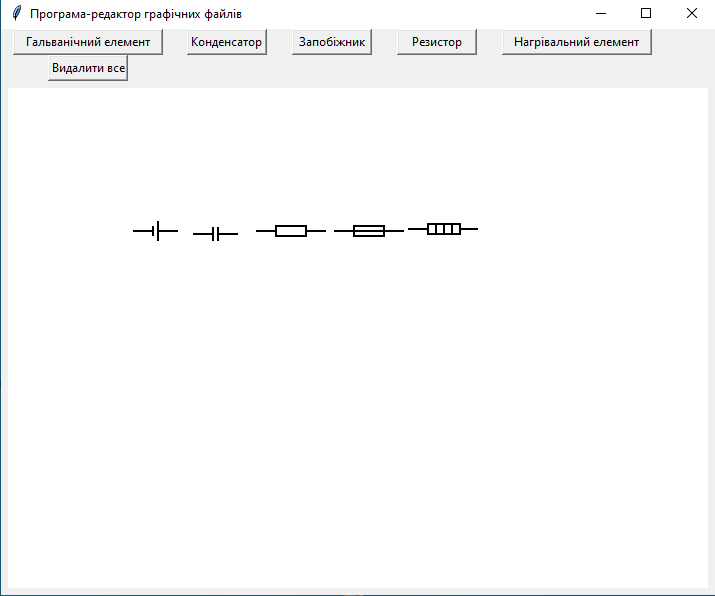 Програма-редактор графічних файлів
Гальванічний елемент Конденсатор Запобіжник Резистор Нагрівальний елемент
Видалити все